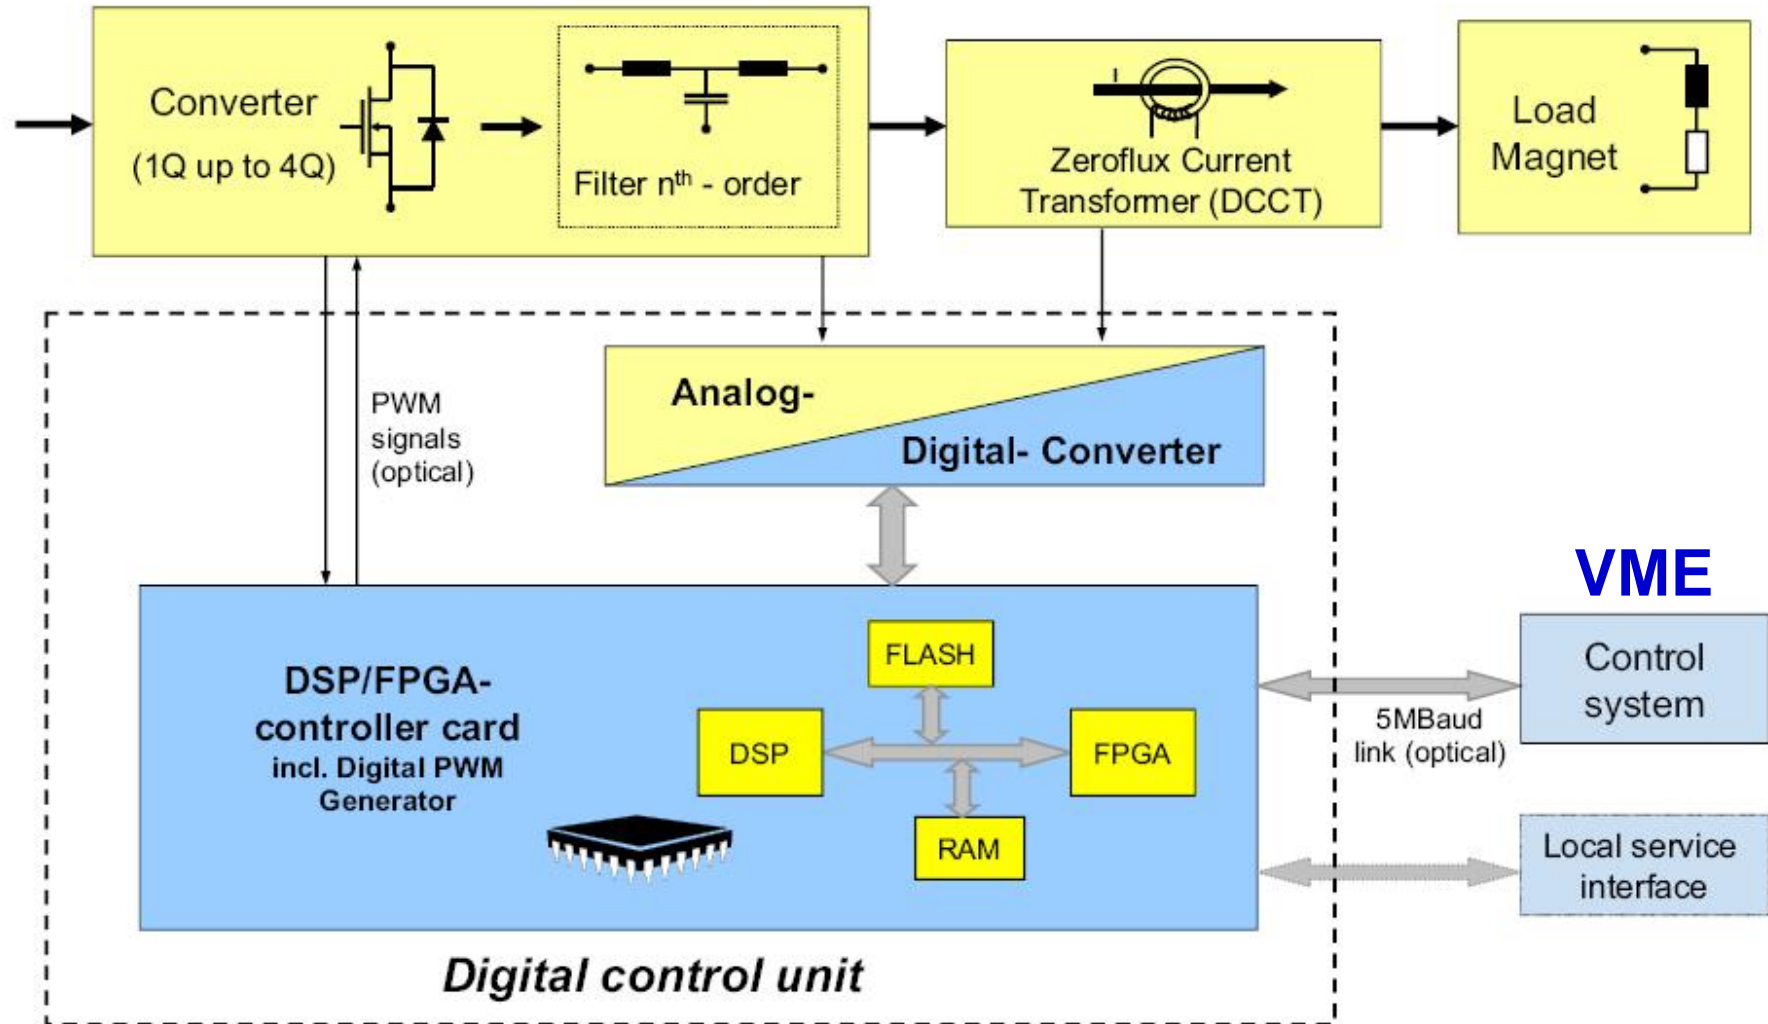 Converter
(1Q up to 4Q)
Filter nth - order
I
Zeroflux Current
Transformer (DCCT)
Load
Magnet
PWM
signals
(optical)
Analog-
Digital- Converter
VME
Control
system
5MBaud
link (optical)
Local service
interface
DSP/FPGA-
controller card
incl. Digital PWM
Generator
FLASH
DSP
FPGA
RAM
Digital control unit